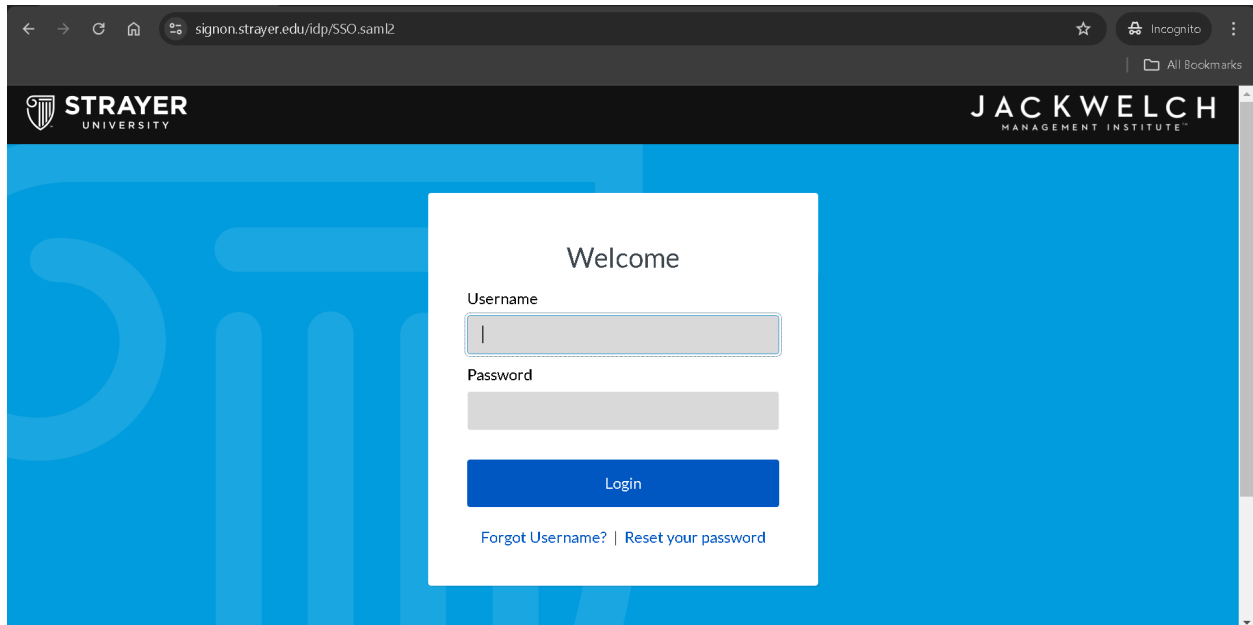 signon.strayer.edu/idp/SSO.saml2
Incognito
All Bookmarks
STRAYER
UNIVERSITY
JACKWELCH
MANAGEMENT INSTITUTE™
Welcome
Username
Password
Login
Forgot Username? | Reset your password